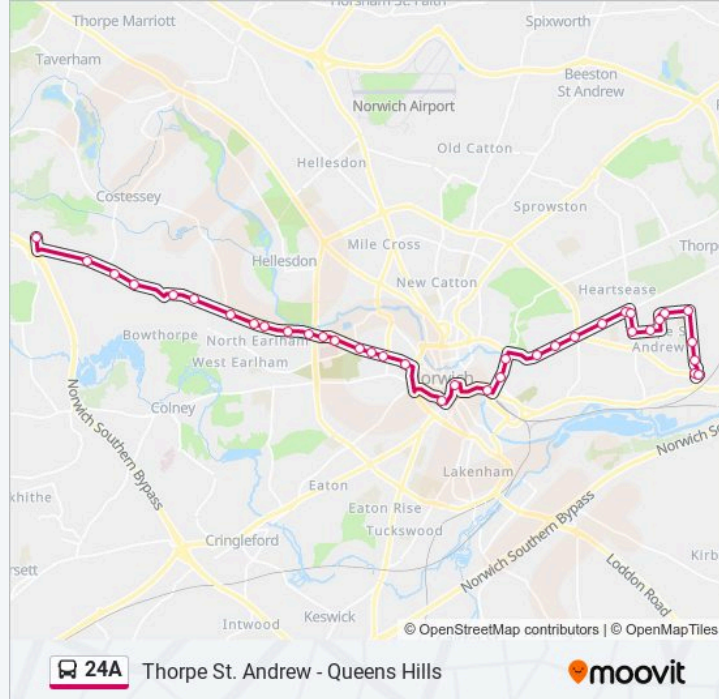 Thorpe Marriott
Spixworth
Taverham
Beeston
St Andrew
Norwich Airport
Old Catton
Hellesdon
Costessey
Sprowston
Mile Cross
Hellesdon
New Catton
Heartsease
Bowthorpe
North Earlham
West Earlham
Andrew
Norwich
Colney
Norwich Southern Bypass
Lakenham
Eaton
Eaton Rise
Tuckswood
Cringleford
Norwich Southern Bypass
Loddon Road
Keswick
Intwood
© OpenStreetMap contributors | © OpenMapTiles
24A Thorpe St. Andrew - Queens Hills
moovit